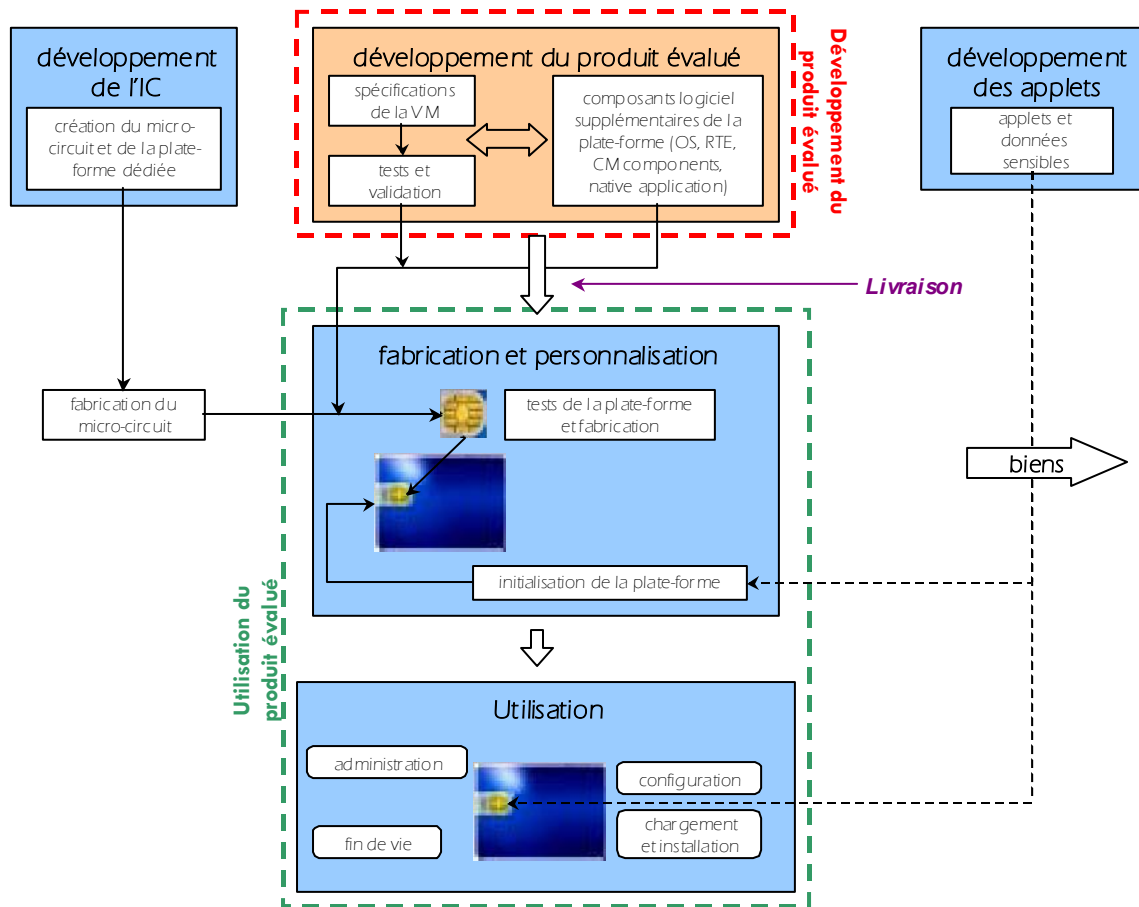 développement
de l'IC
création du micro-
circuit et de la plate-
forme dédiée
développement du produit évalué
spécifications
de la VM
tests et
validation
composants logiciel
supplémentaires de la
plate-forme (OS, RTE,
CM components,
native application)
Développement du
produit évalué
développement
des applets
applets et
données
sensibles
Livraison
fabrication et personnalisation
fabrication du
micro-circuit
tests de la plate-forme
et fabrication
biens
initialisation de la plate-forme
Utilisation du
produit évalué
Utilisation
administration
configuration
fin de vie
chargement
et installation